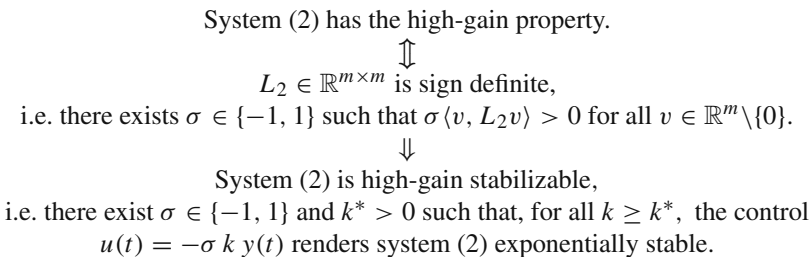 System (2) has the high-gain property.
⇕
L₂ ∈ ℝ^{m×m} is sign definite,
i.e. there exists σ ∈ {−1, 1} such that σ⟨v, L₂v⟩ > 0 for all v ∈ ℝ^m\{0}.
⇓
System (2) is high-gain stabilizable,
i.e. there exist σ ∈ {−1, 1} and k* > 0 such that, for all k ≥ k*, the control
u(t) = −σ k y(t) renders system (2) exponentially stable.